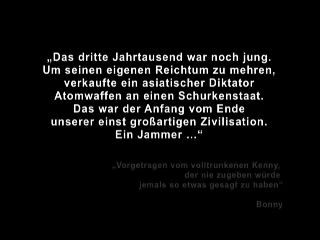 „Das dritte Jahrtausend war noch jung.
Um seinen eigenen Reichtum zu mehren,
verkaufte ein asiatischer Diktator
Atomwaffen an einen Schurkenstaat.
Das war der Anfang vom Ende
unserer einst großartigen Zivilisation.
Ein Jammer ...“
„Vorgetragen vom volltrunkenen Kenny,
der nie zugeben würde
jemals so etwas gesagt zu haben“
Bonny